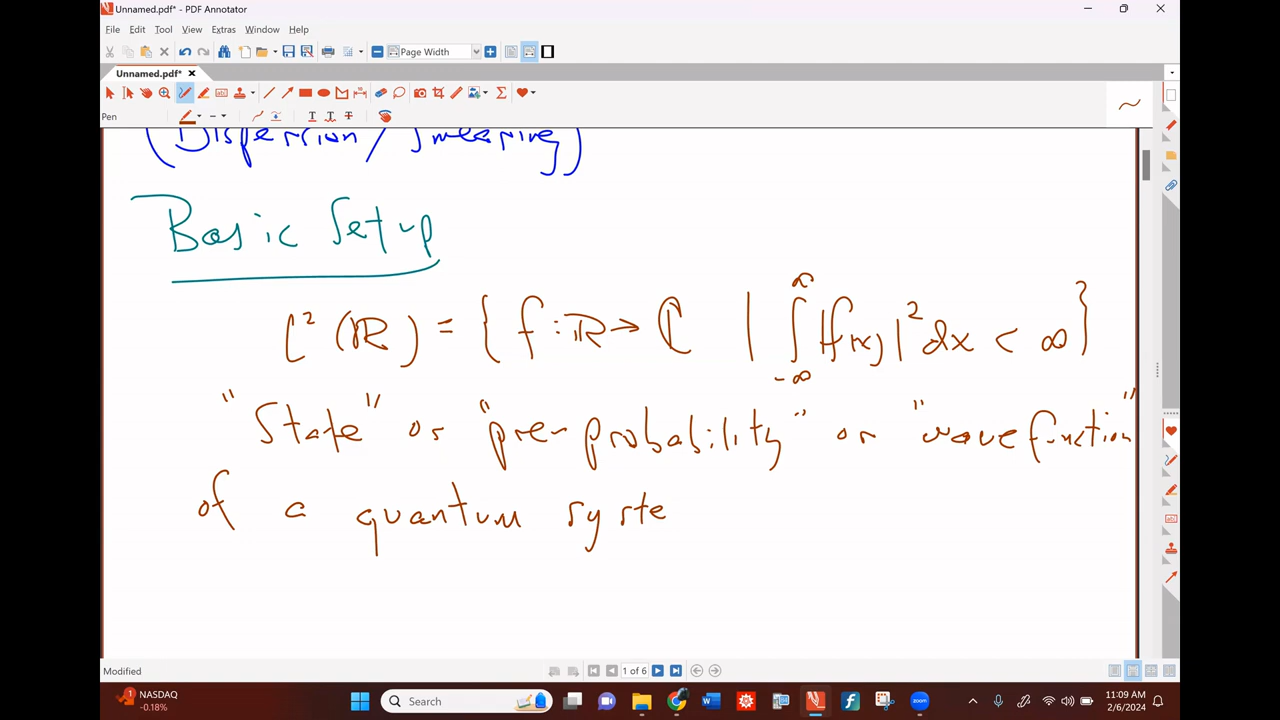 Unnamed.pdf* - PDF Annotator
File Edit Tool View Extras Window Help
Page Width
Unnamed.pdf*
Pen
(Dispersion / Smearing)
Basic Setup
L² (ℝ) = { f : ℝ → ℂ | ∫_{-∞}^{∞} |f(x)|² dx < ∞ }
"State" or "pre-probability" or "wavefunction"
of a quantum syste
Modified
1 of 6
1
NASDAQ
-0.18%
Search
zoom
11:09 AM
2/6/2024